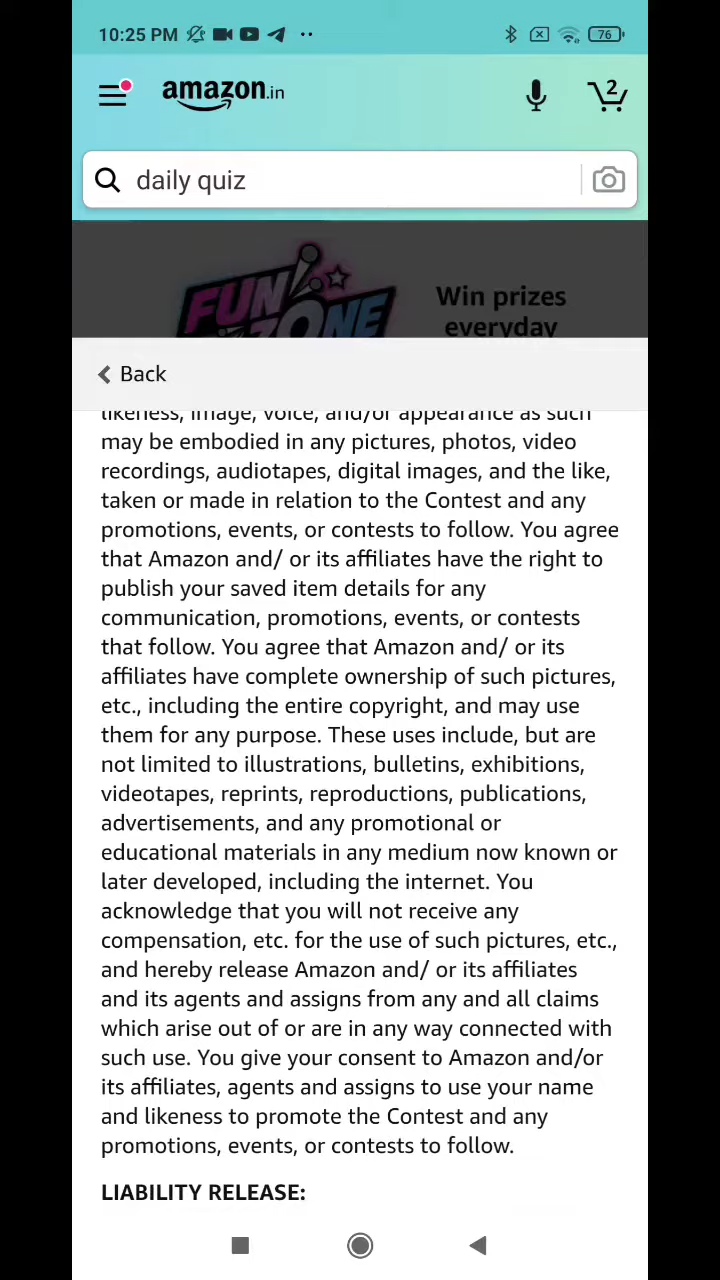 10:25 PM
76
amazon.in
2
daily quiz
FUN
ZONE
Win prizes
everyday
Back
likeness, image, voice, and/or appearance as such
may be embodied in any pictures, photos, video
recordings, audiotapes, digital images, and the like,
taken or made in relation to the Contest and any
promotions, events, or contests to follow. You agree
that Amazon and/ or its affiliates have the right to
publish your saved item details for any
communication, promotions, events, or contests
that follow. You agree that Amazon and/ or its
affiliates have complete ownership of such pictures,
etc., including the entire copyright, and may use
them for any purpose. These uses include, but are
not limited to illustrations, bulletins, exhibitions,
videotapes, reprints, reproductions, publications,
advertisements, and any promotional or
educational materials in any medium now known or
later developed, including the internet. You
acknowledge that you will not receive any
compensation, etc. for the use of such pictures, etc.,
and hereby release Amazon and/ or its affiliates
and its agents and assigns from any and all claims
which arise out of or are in any way connected with
such use. You give your consent to Amazon and/or
its affiliates, agents and assigns to use your name
and likeness to promote the Contest and any
promotions, events, or contests to follow.
LIABILITY RELEASE: